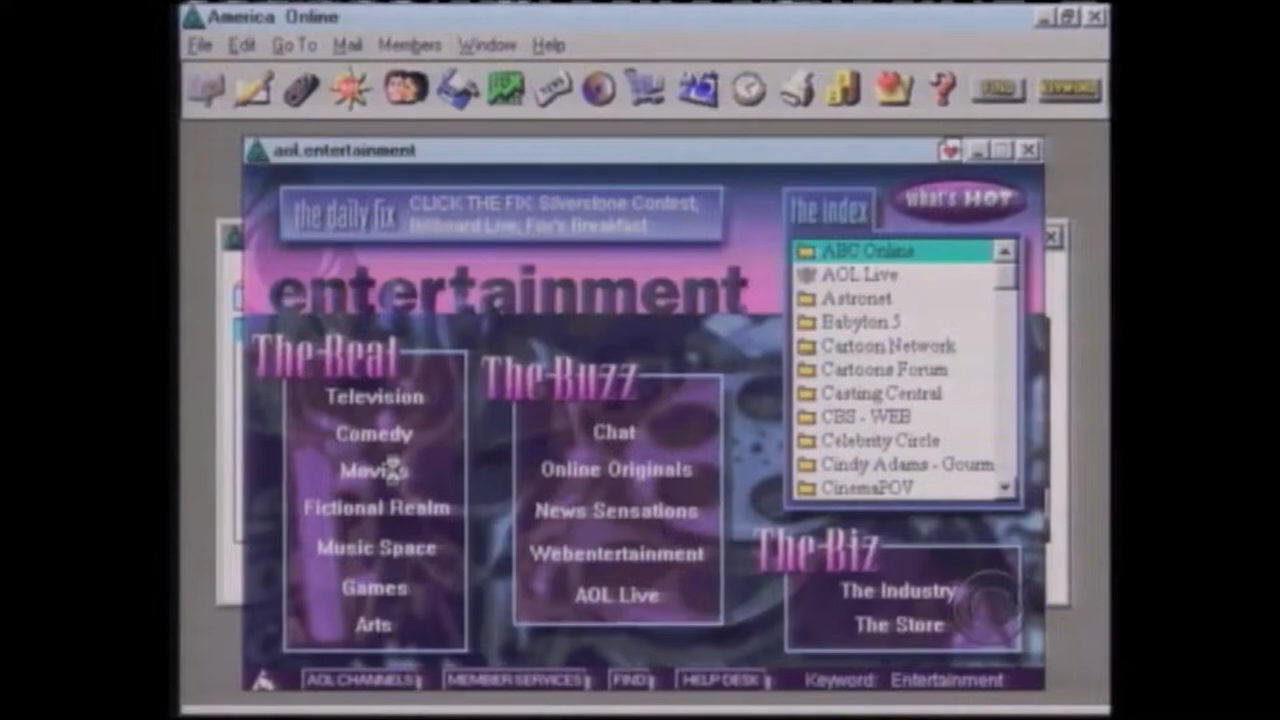 America Online
File Edit Go To Mail Members Window Help
FIND KEYWORD
aol.entertainment
the daily fix
CLICK THE FIX: Silverstone Contest,
Billboard Live, Fox's Breakfast
the index
what's HOT
entertainment
ABC Online
AOL Live
Astronet
Babylon 5
Cartoon Network
Cartoons Forum
Casting Central
CBS - WEB
Celebrity Circle
Cindy Adams - Gourm
CinemaPOV
The Beat
Television
Comedy
Movies
Fictional Realm
Music Space
Games
Arts
The Buzz
Chat
Online Originals
News Sensations
Webentertainment
AOL Live
The Biz
The Industry
The Store
AOL CHANNELS
MEMBER SERVICES
FIND
HELP DESK
Keyword: Entertainment